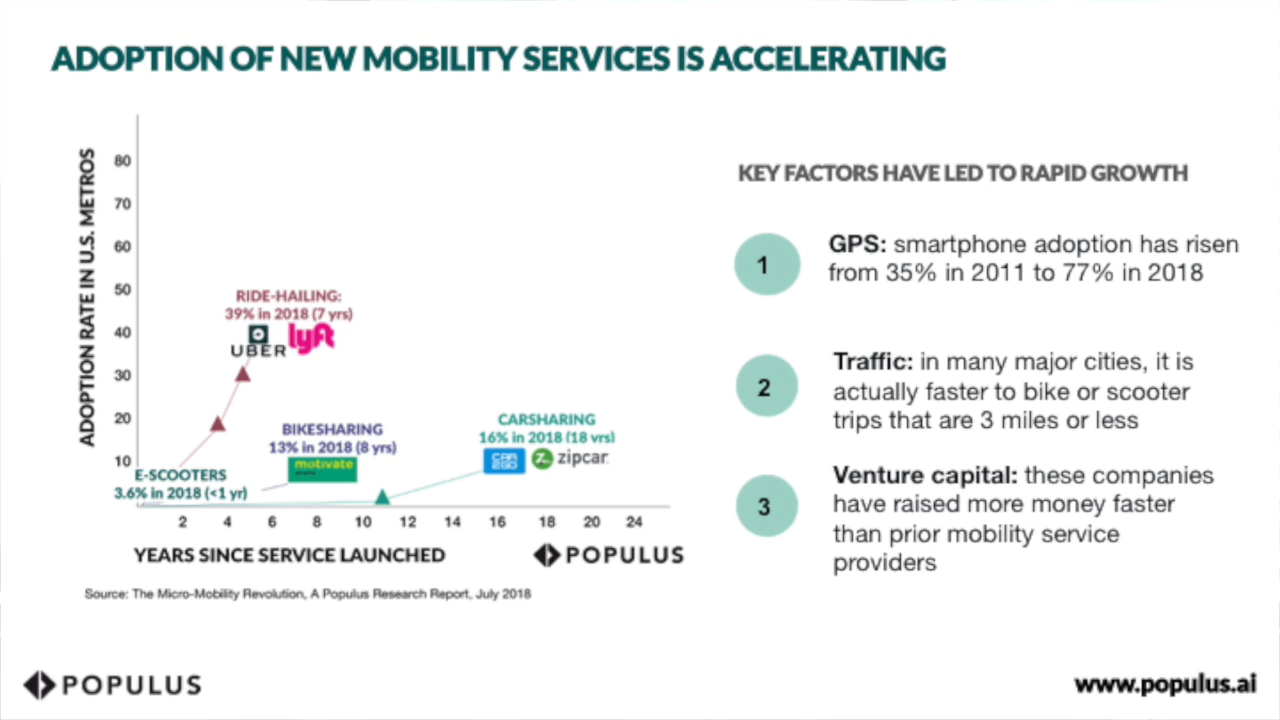 ADOPTION OF NEW MOBILITY SERVICES IS ACCELERATING
ADOPTION RATE IN U.S. METROS
80
70
60
50
40
30
20
10
RIDE-HAILING:
39% in 2018 (7 yrs)
UBER lyft
BIKESHARING
13% in 2018 (8 yrs)
motivate
CARSHARING
16% in 2018 (18 yrs)
CAR2GO zipcar
E-SCOOTERS
3.6% in 2018 (<1 yr)
2 4 6 8 10 12 14 16 18 20 24
YEARS SINCE SERVICE LAUNCHED
POPULUS
Source: The Micro-Mobility Revolution, A Populus Research Report, July 2018
KEY FACTORS HAVE LED TO RAPID GROWTH
1
GPS: smartphone adoption has risen
from 35% in 2011 to 77% in 2018
2
Traffic: in many major cities, it is
actually faster to bike or scooter
trips that are 3 miles or less
3
Venture capital: these companies
have raised more money faster
than prior mobility service
providers
POPULUS
www.populus.ai